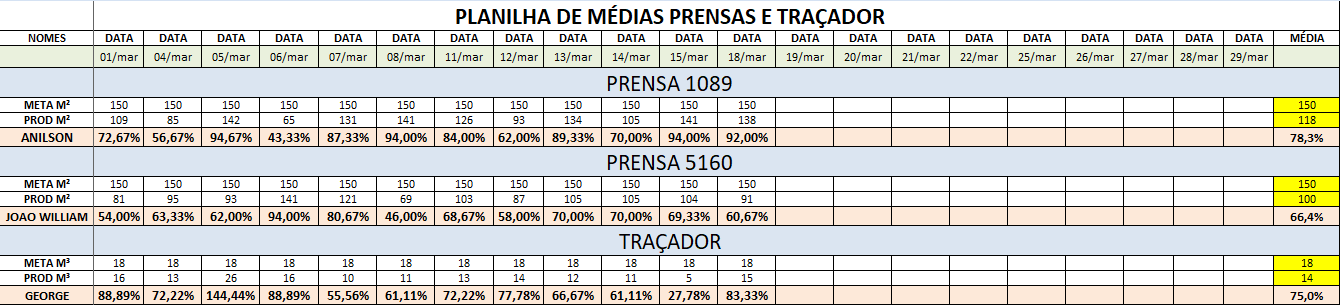 PLANILHA DE MÉDIAS PRENSAS E TRAÇADOR
NOMES DATA DATA DATA DATA DATA DATA DATA DATA DATA DATA DATA DATA DATA DATA DATA DATA DATA DATA DATA DATA DATA MÉDIA
01/mar 04/mar 05/mar 06/mar 07/mar 08/mar 11/mar 12/mar 13/mar 14/mar 15/mar 18/mar 19/mar 20/mar 21/mar 22/mar 25/mar 26/mar 27/mar 28/mar 29/mar
PRENSA 1089
META M² 150 150 150 150 150 150 150 150 150 150 150 150 150
PROD M² 109 85 142 65 131 141 126 93 134 105 141 138 118
ANILSON 72,67% 56,67% 94,67% 43,33% 87,33% 94,00% 84,00% 62,00% 89,33% 70,00% 94,00% 92,00% 78,3%
PRENSA 5160
META M² 150 150 150 150 150 150 150 150 150 150 150 150 150
PROD M² 81 95 93 141 121 69 103 87 105 105 104 91 100
JOAO WILLIAM 54,00% 63,33% 62,00% 94,00% 80,67% 46,00% 68,67% 58,00% 70,00% 70,00% 69,33% 60,67% 66,4%
TRAÇADOR
META M³ 18 18 18 18 18 18 18 18 18 18 18 18 18
PROD M³ 16 13 26 16 10 11 13 14 12 11 5 15 14
GEORGE 88,89% 72,22% 144,44% 88,89% 55,56% 61,11% 72,22% 77,78% 66,67% 61,11% 27,78% 83,33% 75,0%